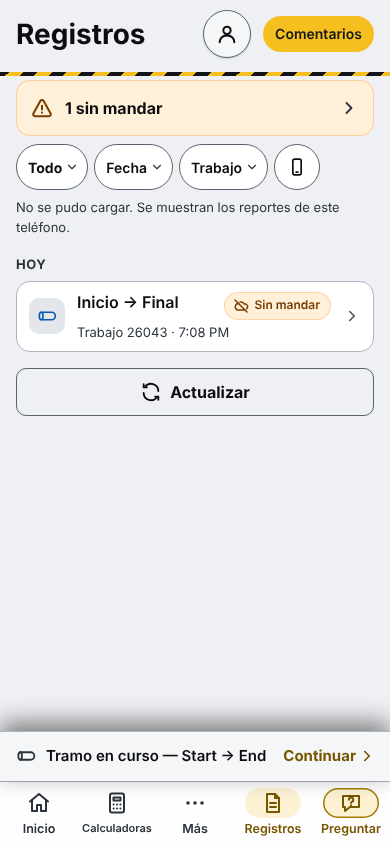 Registros
Comentarios
1 sin mandar
Todo
Fecha
Trabajo
No se pudo cargar. Se muestran los reportes de este
teléfono.
HOY
Inicio → Final
Sin mandar
Trabajo 26043 · 7:08 PM
Actualizar
Tramo en curso — Start → End
Continuar
Inicio
Calculadoras
Más
Registros
Preguntar